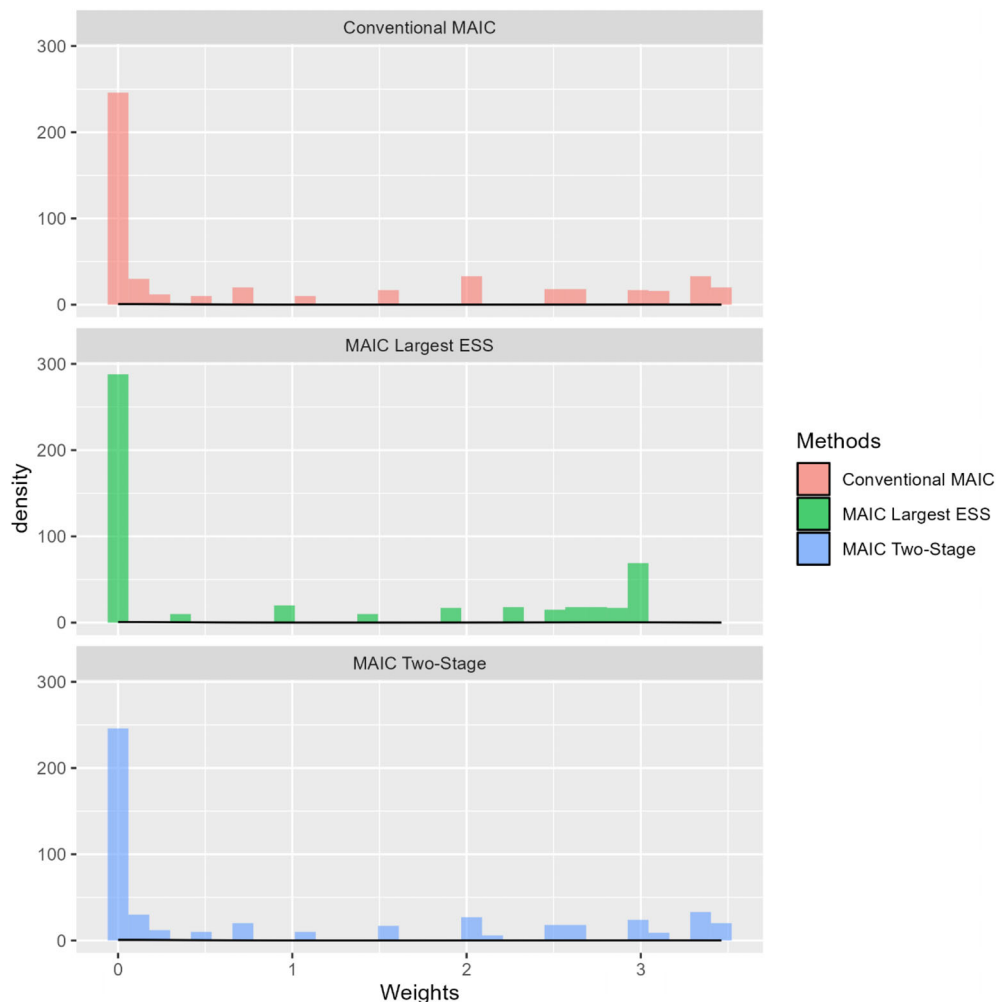 Conventional MAIC
300
200
100
0
MAIC Largest ESS
300
200
100
0
density
MAIC Two-Stage
300
200
100
0
0 1 2 3
Weights
Methods
Conventional MAIC
MAIC Largest ESS
MAIC Two-Stage